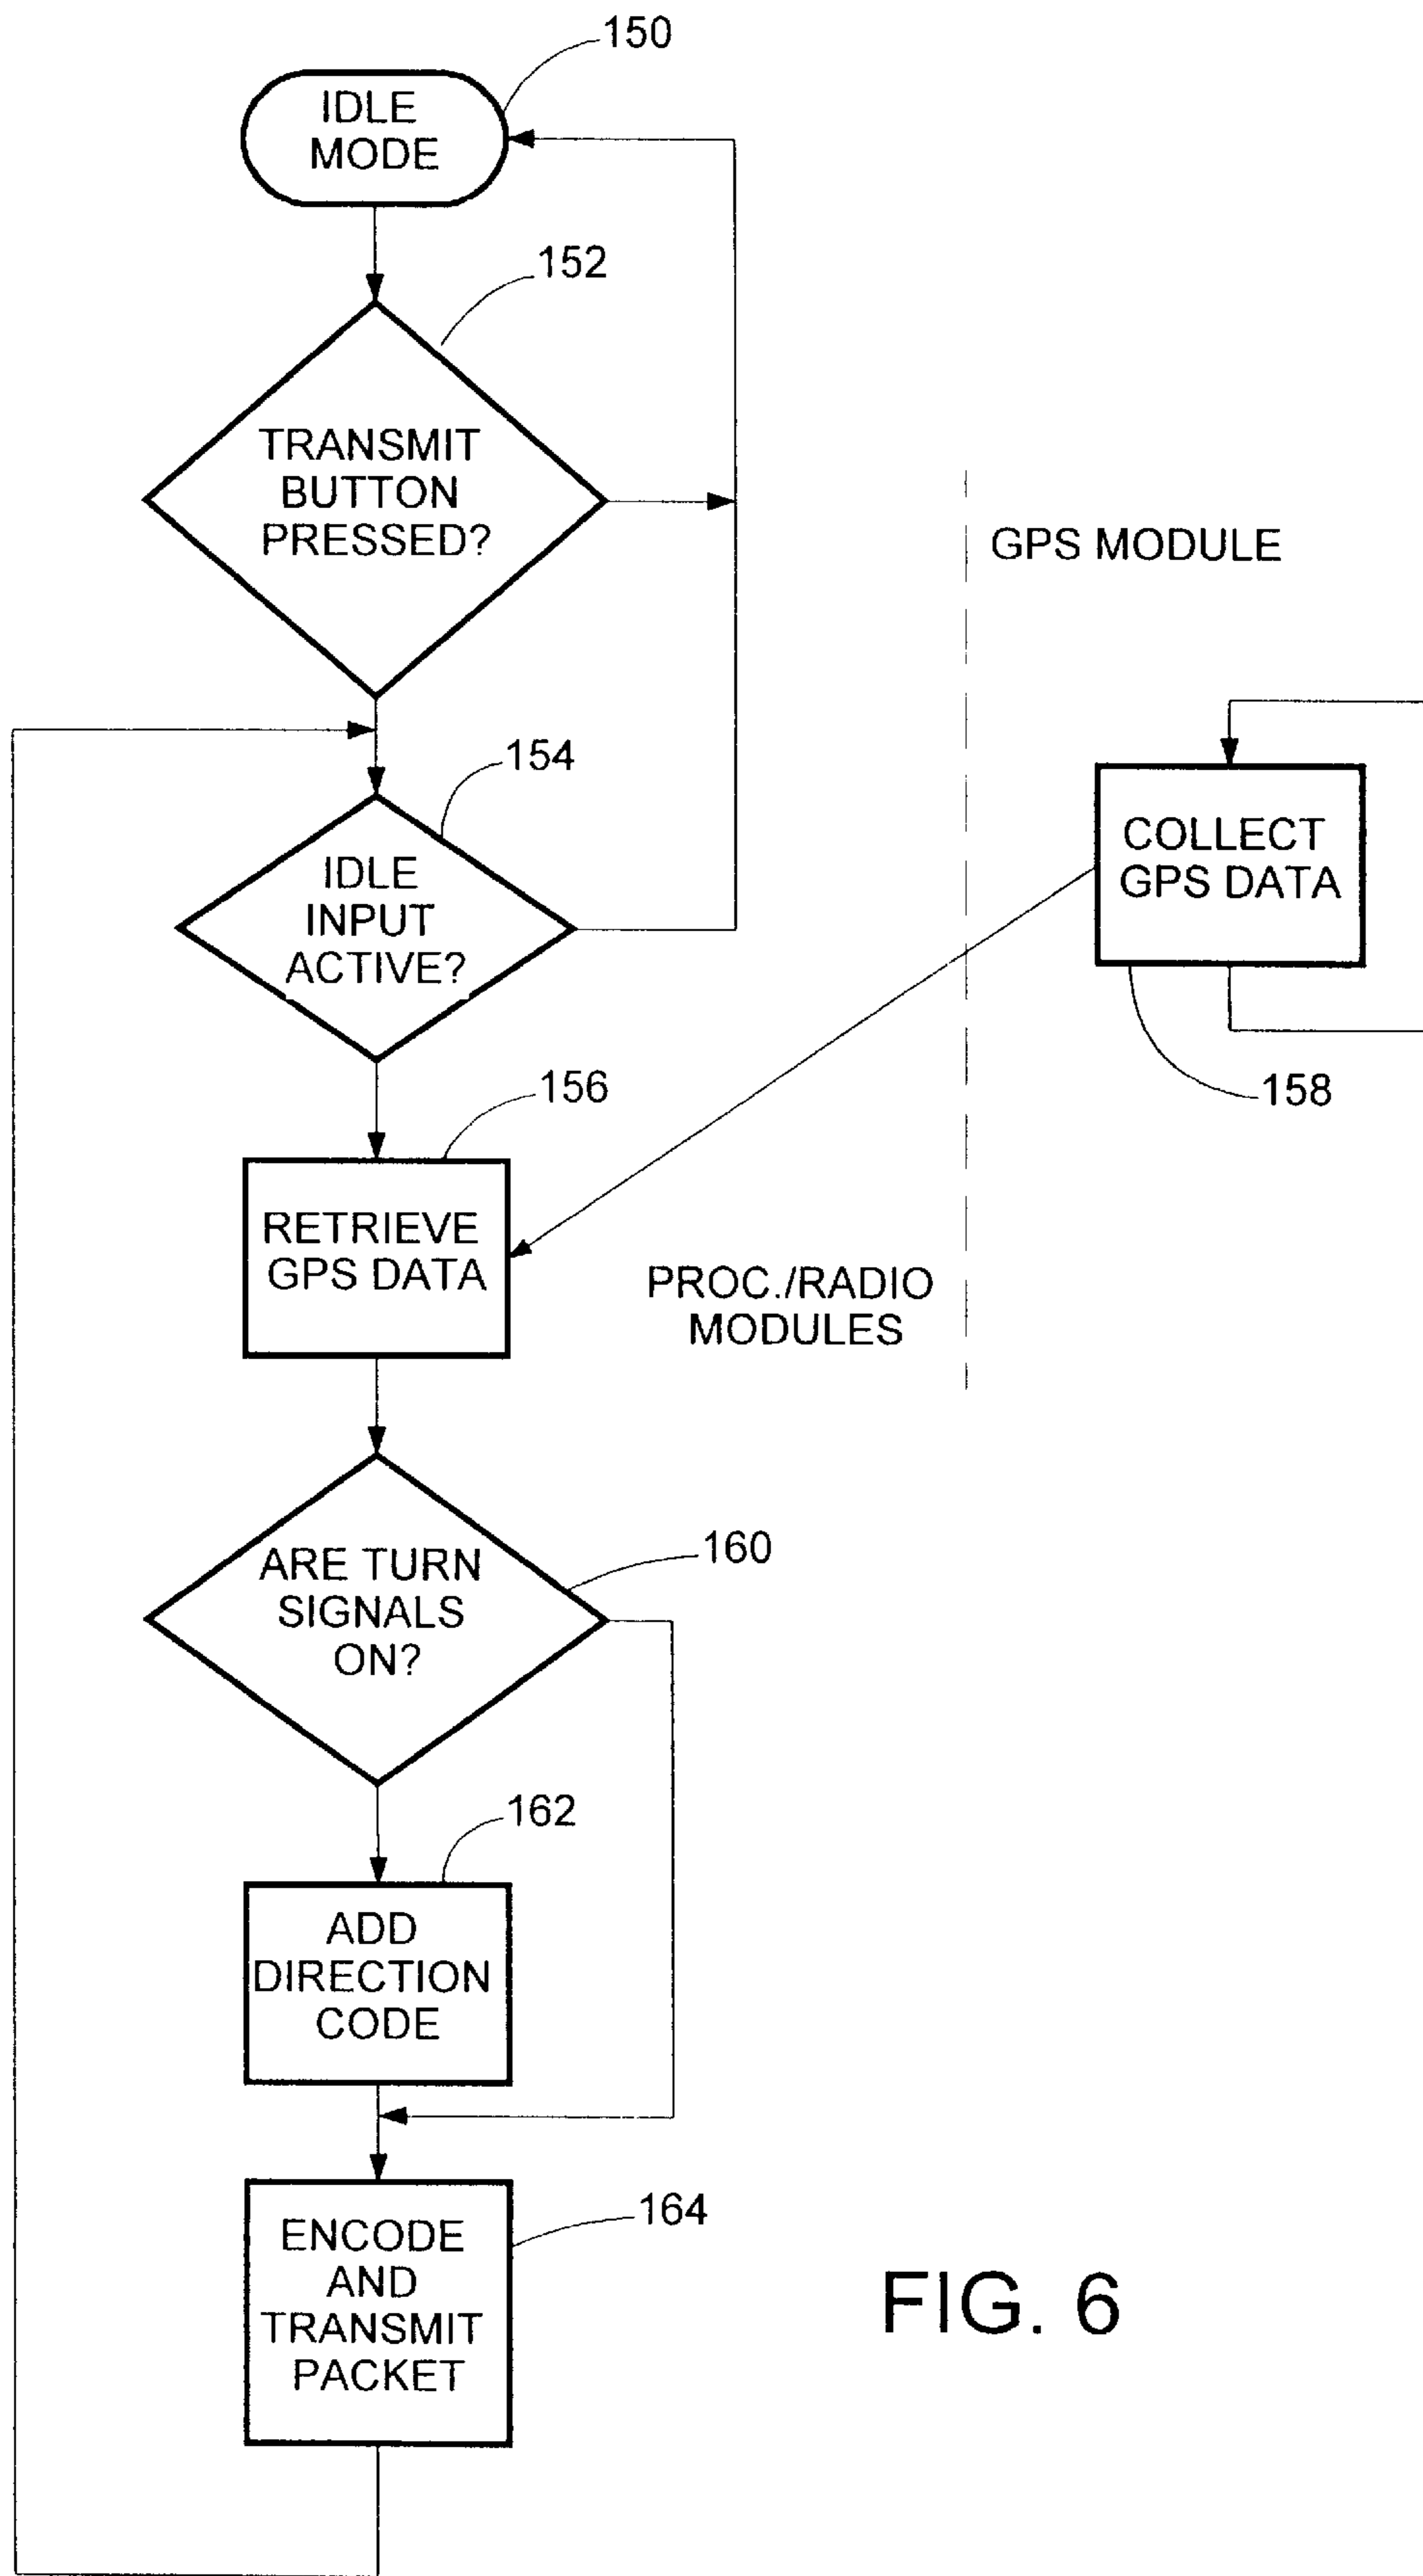 150
IDLE
MODE
152
TRANSMIT
BUTTON
PRESSED?
GPS MODULE
154
IDLE
INPUT
ACTIVE?
COLLECT
GPS DATA
156
158
RETRIEVE
GPS DATA
PROC./RADIO
MODULES
160
ARE TURN
SIGNALS
ON?
162
ADD
DIRECTION
CODE
164
ENCODE
AND
TRANSMIT
PACKET
FIG. 6